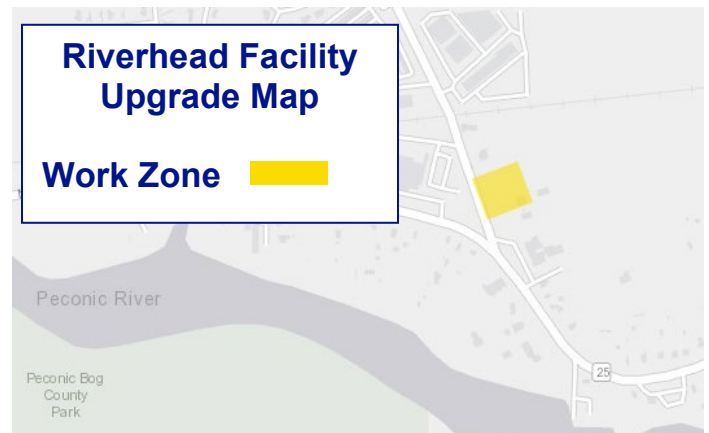 Riverhead Facility
Upgrade Map
Work Zone
Peconic River
25
Peconic Bog
County
Park